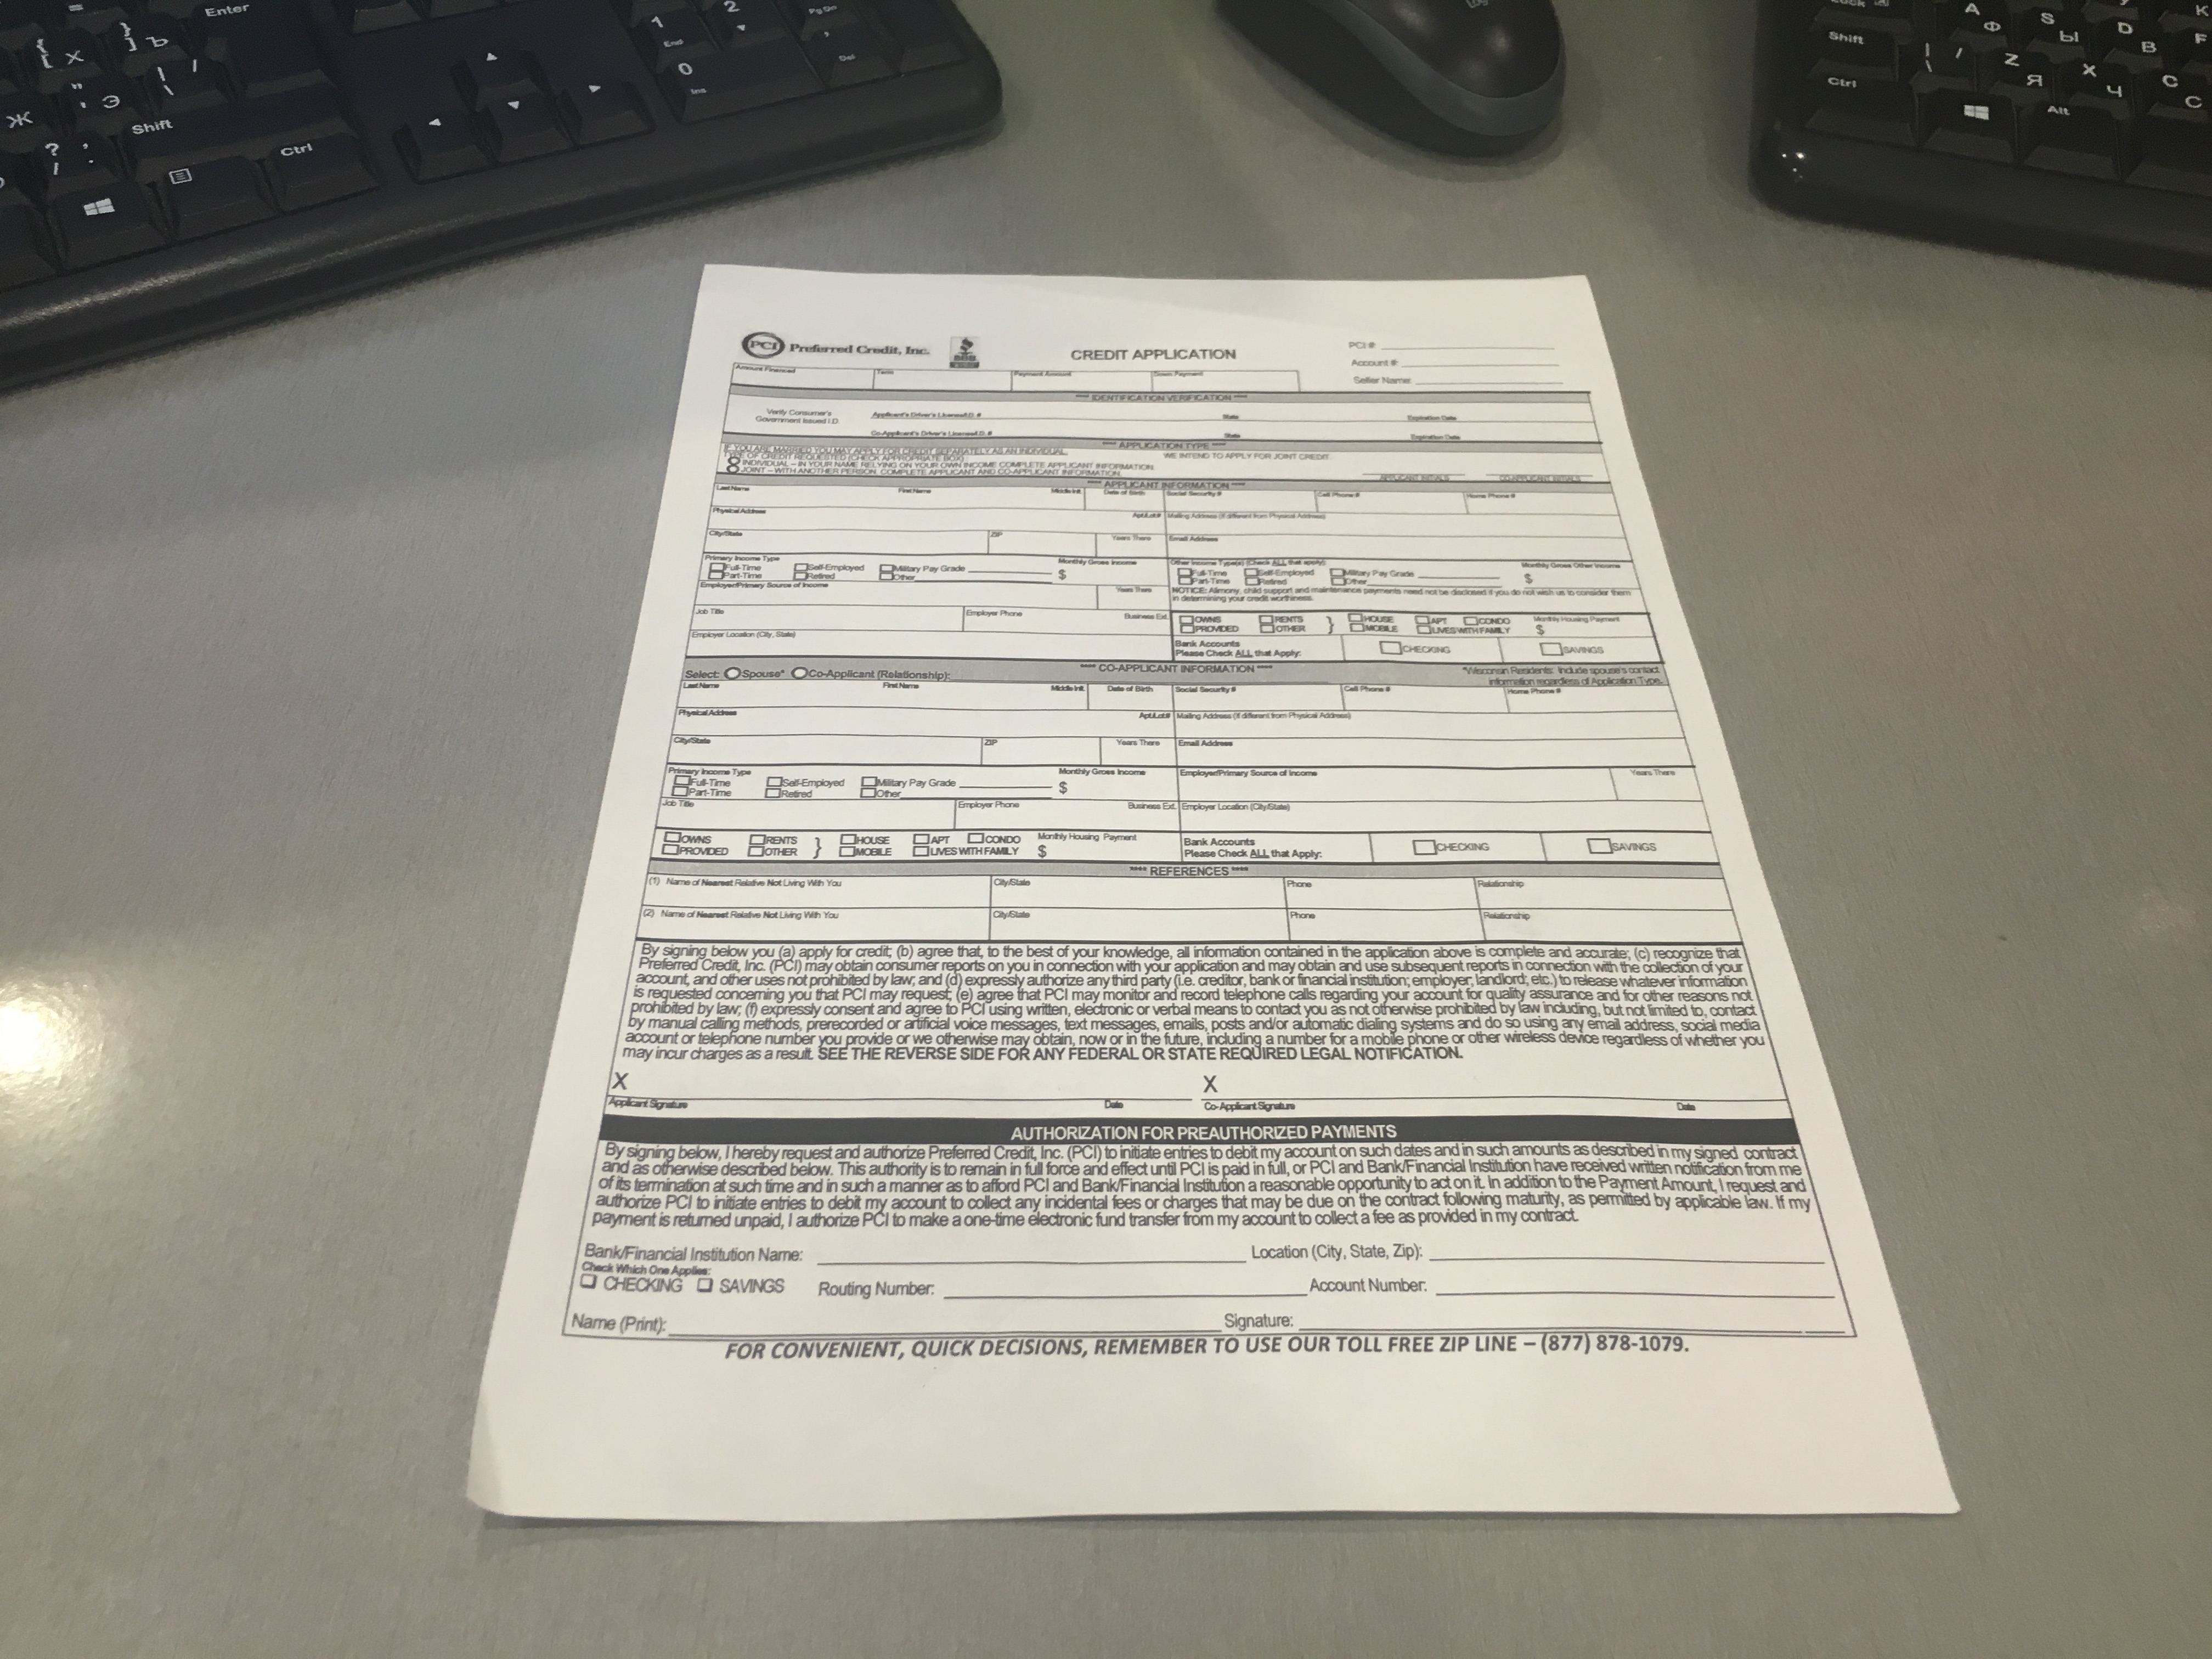 Enter
{ [ Х
} ] Ъ
" ' Э
| \ /
Ж
? / , .
Shift
Ctrl
1 End
2
0 Ins
PgDn
, Del
Shift
Ctrl
| \ /
A Ф
S Ы
D В
F
K
Z Я
X Ч
C С
Alt
PCI Preferred Credit, Inc.
BBB
CREDIT APPLICATION
PCI #:
Account #:
Seller Name:
Amount Financed Term Payment Amount Down Payment
**** IDENTIFICATION VERIFICATION ****
Verify Consumer's Government Issued I.D.
Applicant's Driver's License/I.D. # State Expiration Date
Co-Applicant's Driver's License/I.D. # State Expiration Date
**** APPLICATION TYPE ****
IF YOU ARE MARRIED YOU MAY APPLY FOR CREDIT SEPARATELY AS AN INDIVIDUAL.
TYPE OF CREDIT REQUESTED (CHECK APPROPRIATE BOX): WE INTEND TO APPLY FOR JOINT CREDIT.
INDIVIDUAL – IN YOUR NAME RELYING ON YOUR OWN INCOME COMPLETE APPLICANT INFORMATION.
JOINT – WITH ANOTHER PERSON. COMPLETE APPLICANT AND CO-APPLICANT INFORMATION.
APPLICANT INITIALS CO-APPLICANT INITIALS
**** APPLICANT INFORMATION ****
Last Name First Name Middle Init. Date of Birth Social Security # Cell Phone # Home Phone #
Physical Address Apt/Lot# Mailing Address (If different from Physical Address)
City/State ZIP Years There Email Address
Primary Income Type Monthly Gross Income Other Income Type(s) (Check ALL that apply): Monthly Gross Other Income
Full-Time Self-Employed Military Pay Grade $ Full-Time Self-Employed Military Pay Grade $
Part-Time Retired Other Part-Time Retired Other
Employer/Primary Source of Income Years There NOTICE: Alimony, child support and maintenance payments need not be disclosed if you do not wish us to consider them
in determining your credit worthiness.
Job Title Employer Phone Business Ext. OWNS RENTS } HOUSE APT CONDO Monthly Housing Payment
PROVIDED OTHER MOBILE LIVES WITH FAMILY $
Employer Location (City, State) Bank Accounts
Please Check ALL that Apply: CHECKING SAVINGS
**** CO-APPLICANT INFORMATION ****
Select: Spouse* Co-Applicant (Relationship): *Wisconsin Residents: Include spouse's contact
information regardless of Application Type.
Last Name First Name Middle Init. Date of Birth Social Security # Cell Phone # Home Phone #
Physical Address Apt/Lot# Mailing Address (If different from Physical Address)
City/State ZIP Years There Email Address
Primary Income Type Monthly Gross Income Employer/Primary Source of Income Years There
Full-Time Self-Employed Military Pay Grade $
Part-Time Retired Other
Job Title Employer Phone Business Ext. Employer Location (City/State)
OWNS RENTS } HOUSE APT CONDO Monthly Housing Payment Bank Accounts
PROVIDED OTHER MOBILE LIVES WITH FAMILY $ Please Check ALL that Apply: CHECKING SAVINGS
**** REFERENCES ****
(1) Name of Nearest Relative Not Living With You City/State Phone Relationship
(2) Name of Nearest Relative Not Living With You City/State Phone Relationship
By signing below you (a) apply for credit; (b) agree that, to the best of your knowledge, all information contained in the application above is complete and accurate; (c) recognize that
Preferred Credit, Inc. (PCI) may obtain consumer reports on you in connection with your application and may obtain and use subsequent reports in connection with the collection of your
account, and other uses not prohibited by law; and (d) expressly authorize any third party (i.e. creditor, bank or financial institution; employer; landlord; etc.) to release whatever information
is requested concerning you that PCI may request; (e) agree that PCI may monitor and record telephone calls regarding your account for quality assurance and for other reasons not
prohibited by law; (f) expressly consent and agree to PCI using written, electronic or verbal means to contact you as not otherwise prohibited by law including, but not limited to, contact
by manual calling methods, prerecorded or artificial voice messages, text messages, emails, posts and/or automatic dialing systems and do so using any email address, social media
account or telephone number you provide or we otherwise may obtain, now or in the future, including a number for a mobile phone or other wireless device regardless of whether you
may incur charges as a result. SEE THE REVERSE SIDE FOR ANY FEDERAL OR STATE REQUIRED LEGAL NOTIFICATION.
X X
Applicant Signature Date Co-Applicant Signature Date
AUTHORIZATION FOR PREAUTHORIZED PAYMENTS
By signing below, I hereby request and authorize Preferred Credit, Inc. (PCI) to initiate entries to debit my account on such dates and in such amounts as described in my signed contract
and as otherwise described below. This authority is to remain in full force and effect until PCI is paid in full, or PCI and Bank/Financial Institution have received written notification from me
of its termination at such time and in such a manner as to afford PCI and Bank/Financial Institution a reasonable opportunity to act on it. In addition to the Payment Amount, I request and
authorize PCI to initiate entries to debit my account to collect any incidental fees or charges that may be due on the contract following maturity, as permitted by applicable law. If my
payment is returned unpaid, I authorize PCI to make a one-time electronic fund transfer from my account to collect a fee as provided in my contract.
Bank/Financial Institution Name: Location (City, State, Zip):
Check Which One Applies:
CHECKING SAVINGS Routing Number: Account Number:
Name (Print): Signature:
FOR CONVENIENT, QUICK DECISIONS, REMEMBER TO USE OUR TOLL FREE ZIP LINE – (877) 878-1079.